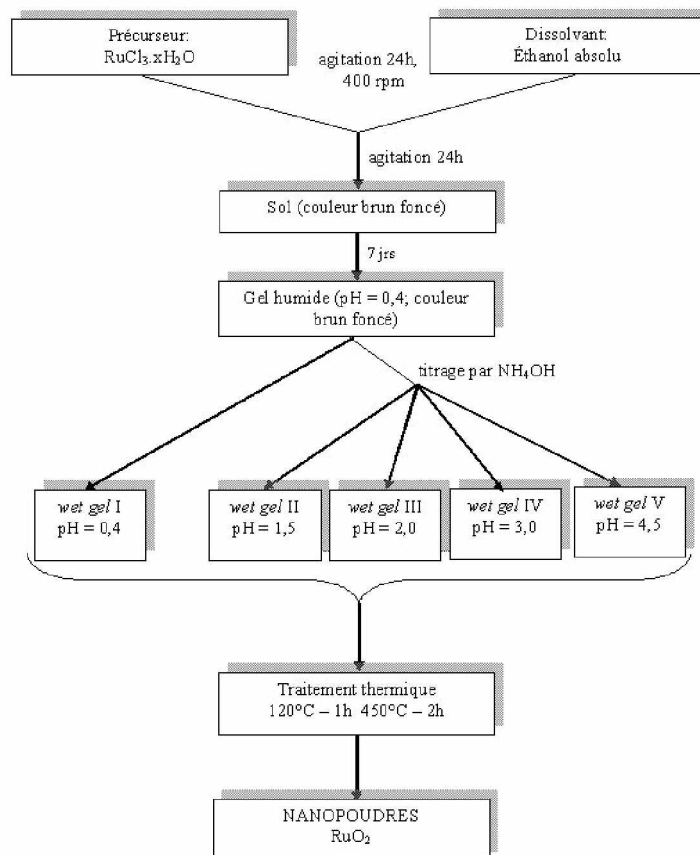 Précurseur:
RuCl₃.xH₂O
agitation 24h,
400 rpm
Dissolvant:
Éthanol absolu
agitation 24h
Sol (couleur brun foncé)
7 jrs
Gel humide (pH = 0,4; couleur
brun foncé)
titrage par NH₄OH
wet gel I
pH = 0,4
wet gel II
pH = 1,5
wet gel III
pH = 2,0
wet gel IV
pH = 3,0
wet gel V
pH = 4,5
Traitement thermique
120°C – 1h 450°C – 2h
NANOPOUDRES
RuO₂